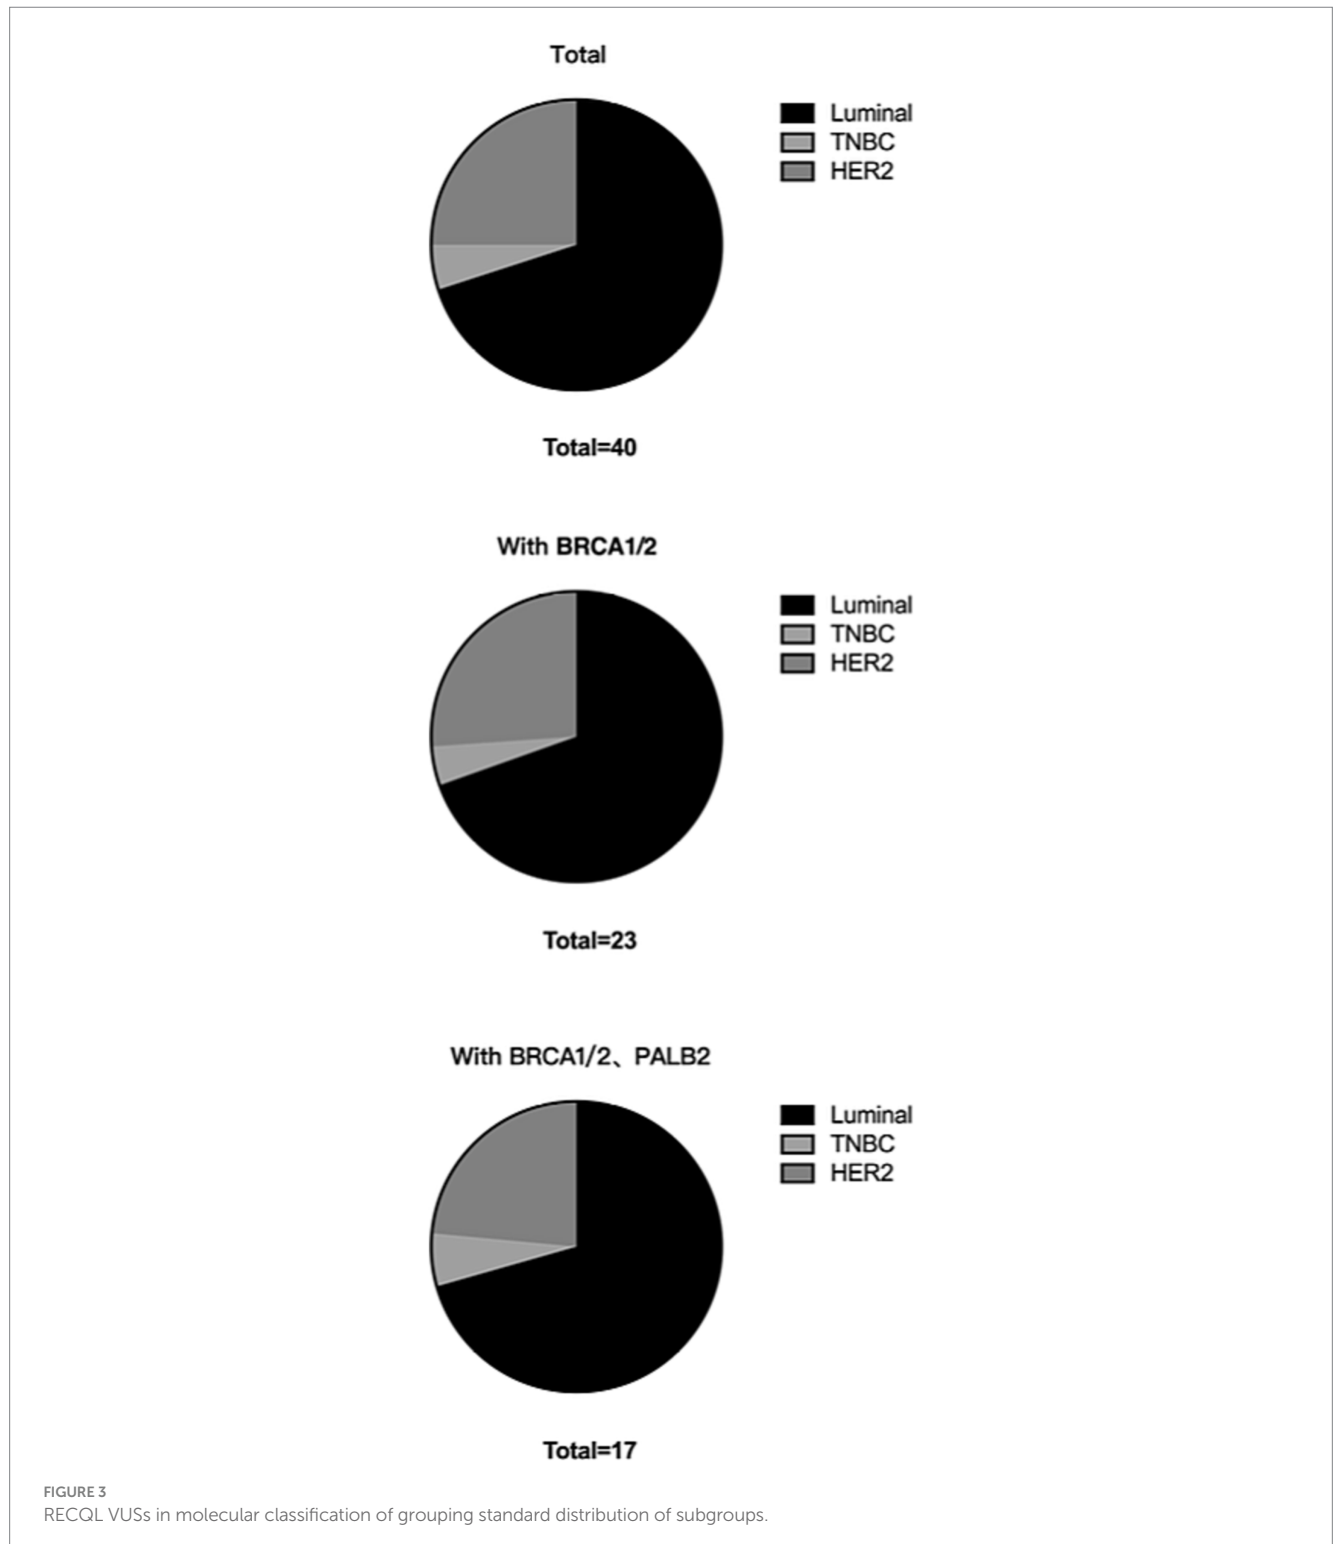 Total
Luminal
TNBC
HER2
Total=40
With BRCA1/2
Luminal
TNBC
HER2
Total=23
With BRCA1/2、PALB2
Luminal
TNBC
HER2
Total=17
FIGURE 3
RECQL VUSs in molecular classification of grouping standard distribution of subgroups.